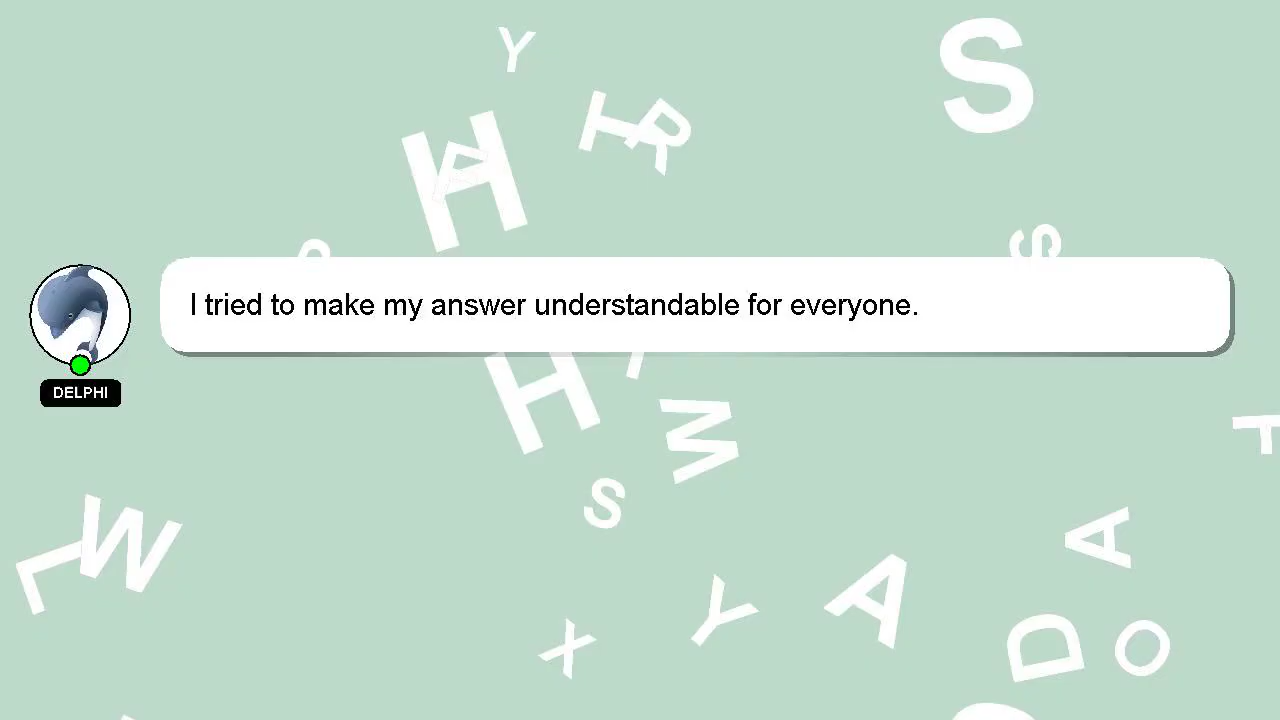 Y
S
T
R
H
A
S
I tried to make my answer understandable for everyone.
DELPHI
H
W
S
W
L
A
A
Y
X
D
O